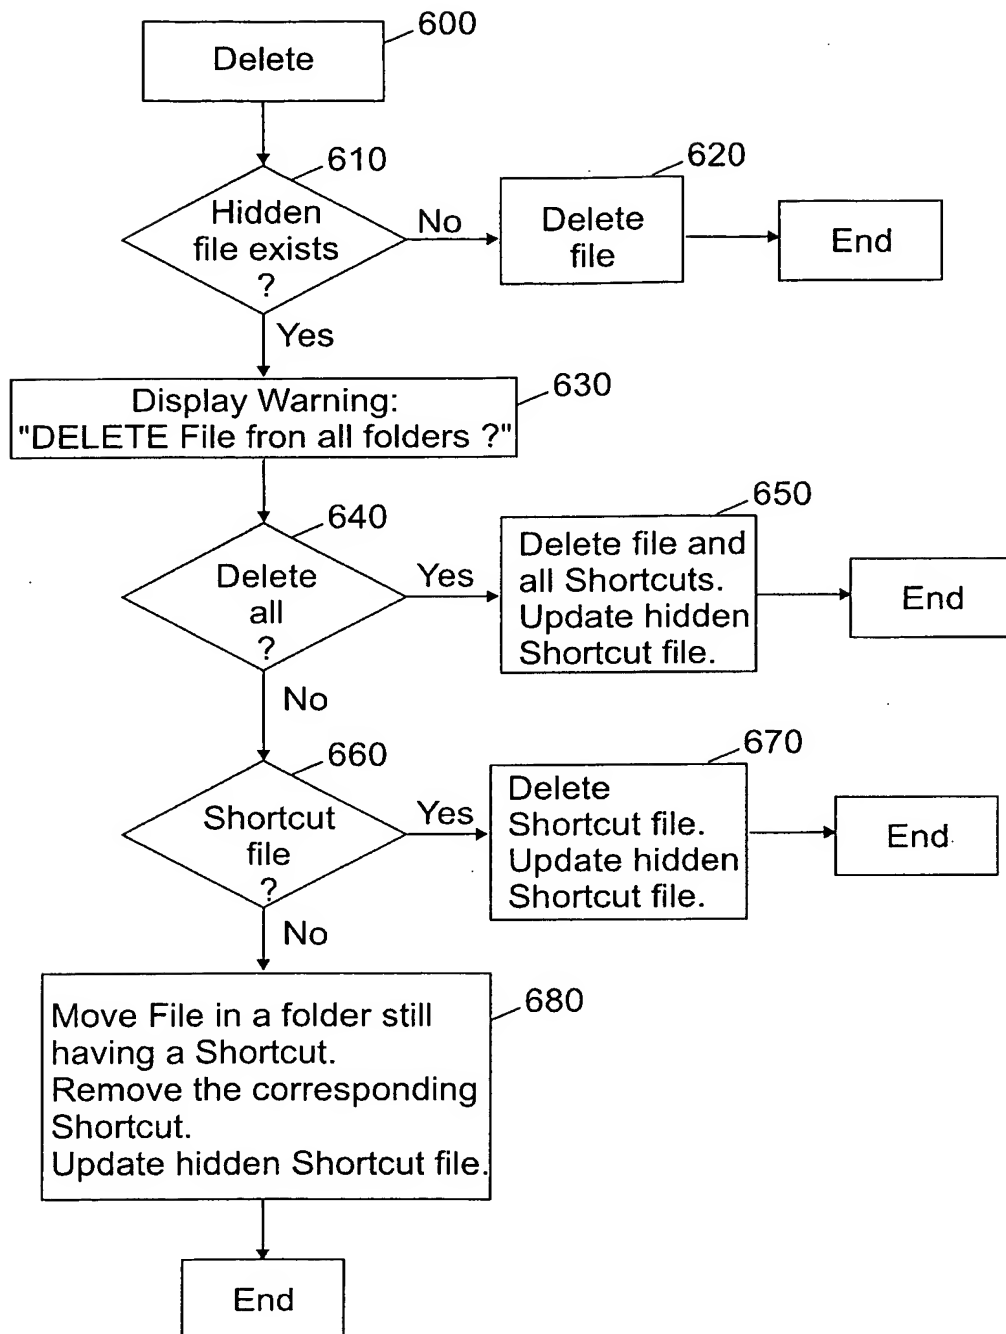 600
Delete
610
Hidden
file exists
?
No
620
Delete
file
End
Yes
630
Display Warning:
"DELETE File fron all folders ?"
640
Delete
all
?
Yes
650
Delete file and
all Shortcuts.
Update hidden
Shortcut file.
End
No
660
Shortcut
file
?
Yes
670
Delete
Shortcut file.
Update hidden
Shortcut file.
End
No
680
Move File in a folder still
having a Shortcut.
Remove the corresponding
Shortcut.
Update hidden Shortcut file.
End